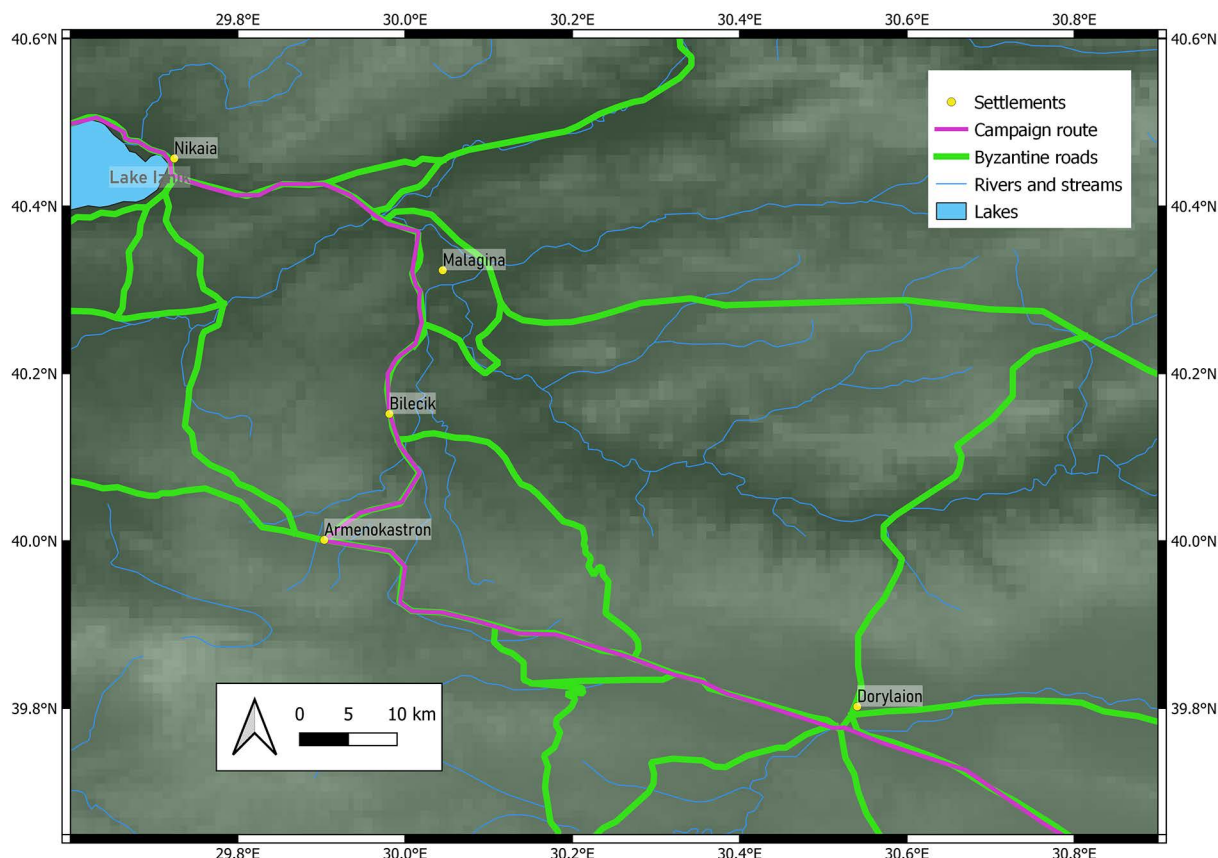 29.8°E 30.0°E 30.2°E 30.4°E 30.6°E 30.8°E
40.6°N 40.6°N
Settlements
Campaign route
Byzantine roads
Rivers and streams
Lakes
Nikaia
Lake Iznik
40.4°N 40.4°N
Malagina
40.2°N 40.2°N
Bilecik
Armenokastron
40.0°N 40.0°N
Dorylaion
39.8°N 39.8°N
0 5 10 km
29.8°E 30.0°E 30.2°E 30.4°E 30.6°E 30.8°E